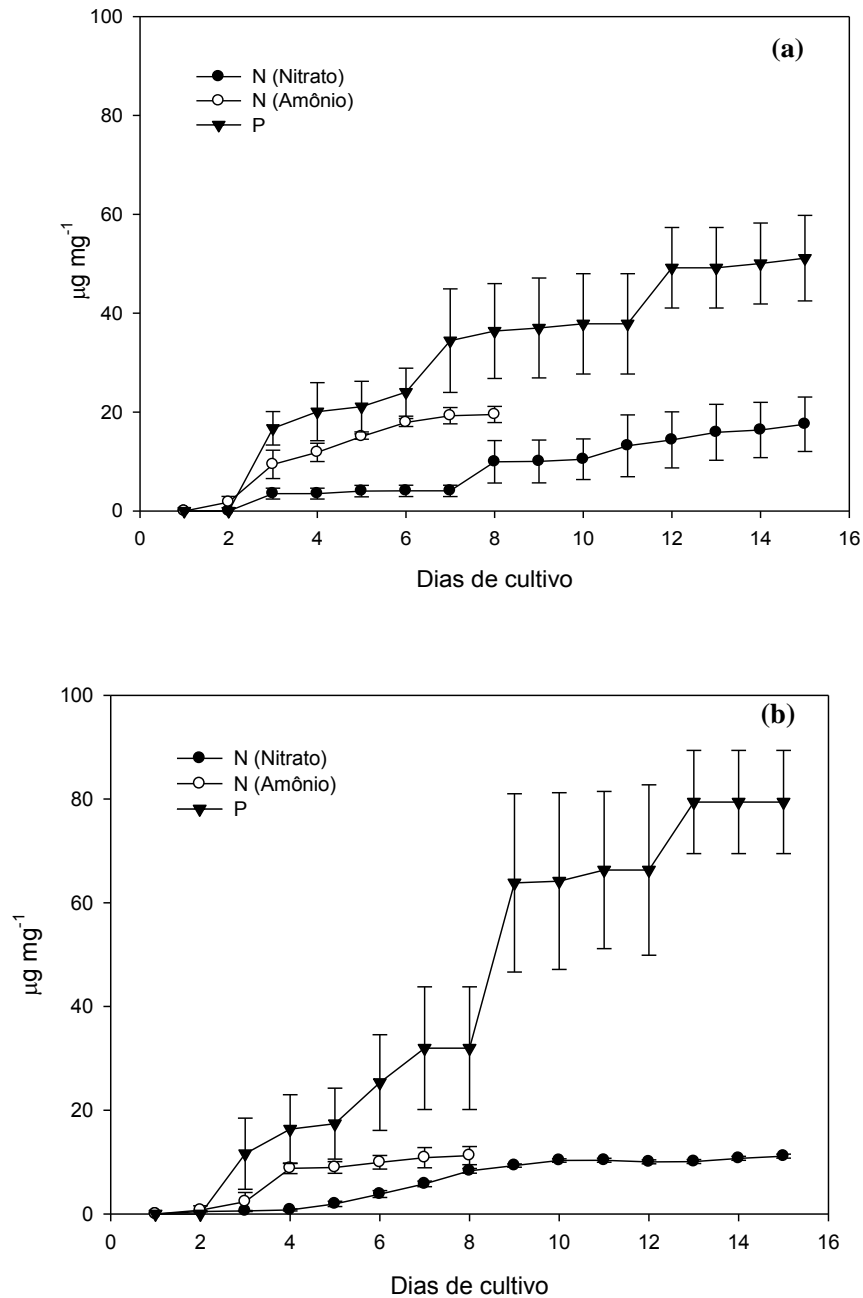 100
(a)
N (Nitrato)
N (Amônio)
P
80
60
µg mg⁻¹
40
20
0
0 2 4 6 8 10 12 14 16
Dias de cultivo
100
(b)
N (Nitrato)
N (Amônio)
P
80
60
µg mg⁻¹
40
20
0
0 2 4 6 8 10 12 14 16
Dias de cultivo